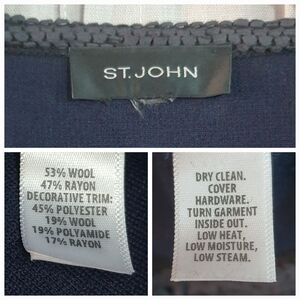 ST. JOHN
53% WOOL
47% RAYON
DECORATIVE TRIM:
45% POLYESTER
19% WOOL
19% POLYAMIDE
17% RAYON
DRY CLEAN.
COVER
HARDWARE.
TURN GARMENT
INSIDE OUT.
LOW HEAT,
LOW MOISTURE,
LOW STEAM.